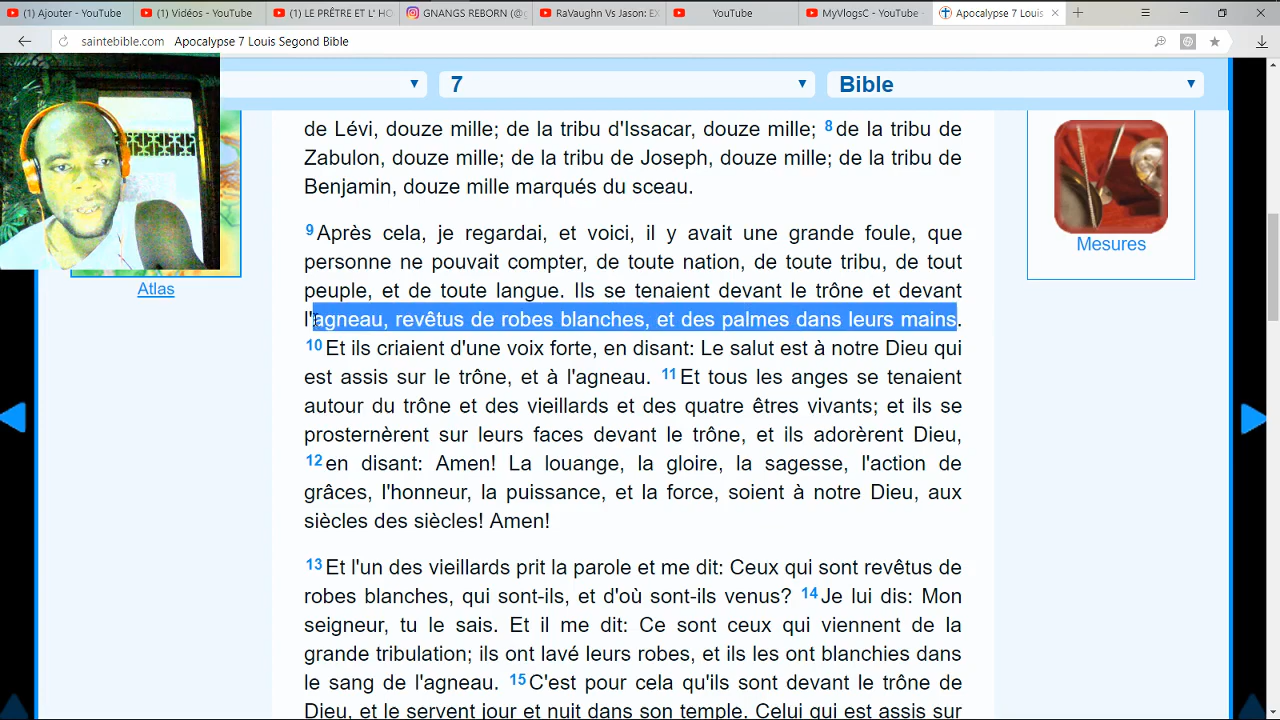 (1) Ajouter - YouTube
(1) Vidéos - YouTube
(1) LE PRÊTRE ET L' HO
GNANGS REBORN (@g
RaVaughn Vs Jason: EX
YouTube
MyVlogsC - YouTube
Apocalypse 7 Louis
saintebible.com Apocalypse 7 Louis Segond Bible
7
Bible
de Lévi, douze mille; de la tribu d'Issacar, douze mille; 8 de la tribu de
Zabulon, douze mille; de la tribu de Joseph, douze mille; de la tribu de
Benjamin, douze mille marqués du sceau.
9 Après cela, je regardai, et voici, il y avait une grande foule, que
personne ne pouvait compter, de toute nation, de toute tribu, de tout
peuple, et de toute langue. Ils se tenaient devant le trône et devant
l'agneau, revêtus de robes blanches, et des palmes dans leurs mains.
10 Et ils criaient d'une voix forte, en disant: Le salut est à notre Dieu qui
est assis sur le trône, et à l'agneau. 11 Et tous les anges se tenaient
autour du trône et des vieillards et des quatre êtres vivants; et ils se
prosternèrent sur leurs faces devant le trône, et ils adorèrent Dieu,
12 en disant: Amen! La louange, la gloire, la sagesse, l'action de
grâces, l'honneur, la puissance, et la force, soient à notre Dieu, aux
siècles des siècles! Amen!
13 Et l'un des vieillards prit la parole et me dit: Ceux qui sont revêtus de
robes blanches, qui sont-ils, et d'où sont-ils venus? 14 Je lui dis: Mon
seigneur, tu le sais. Et il me dit: Ce sont ceux qui viennent de la
grande tribulation; ils ont lavé leurs robes, et ils les ont blanchies dans
le sang de l'agneau. 15 C'est pour cela qu'ils sont devant le trône de
Dieu, et le servent jour et nuit dans son temple. Celui qui est assis sur
Atlas
Mesures